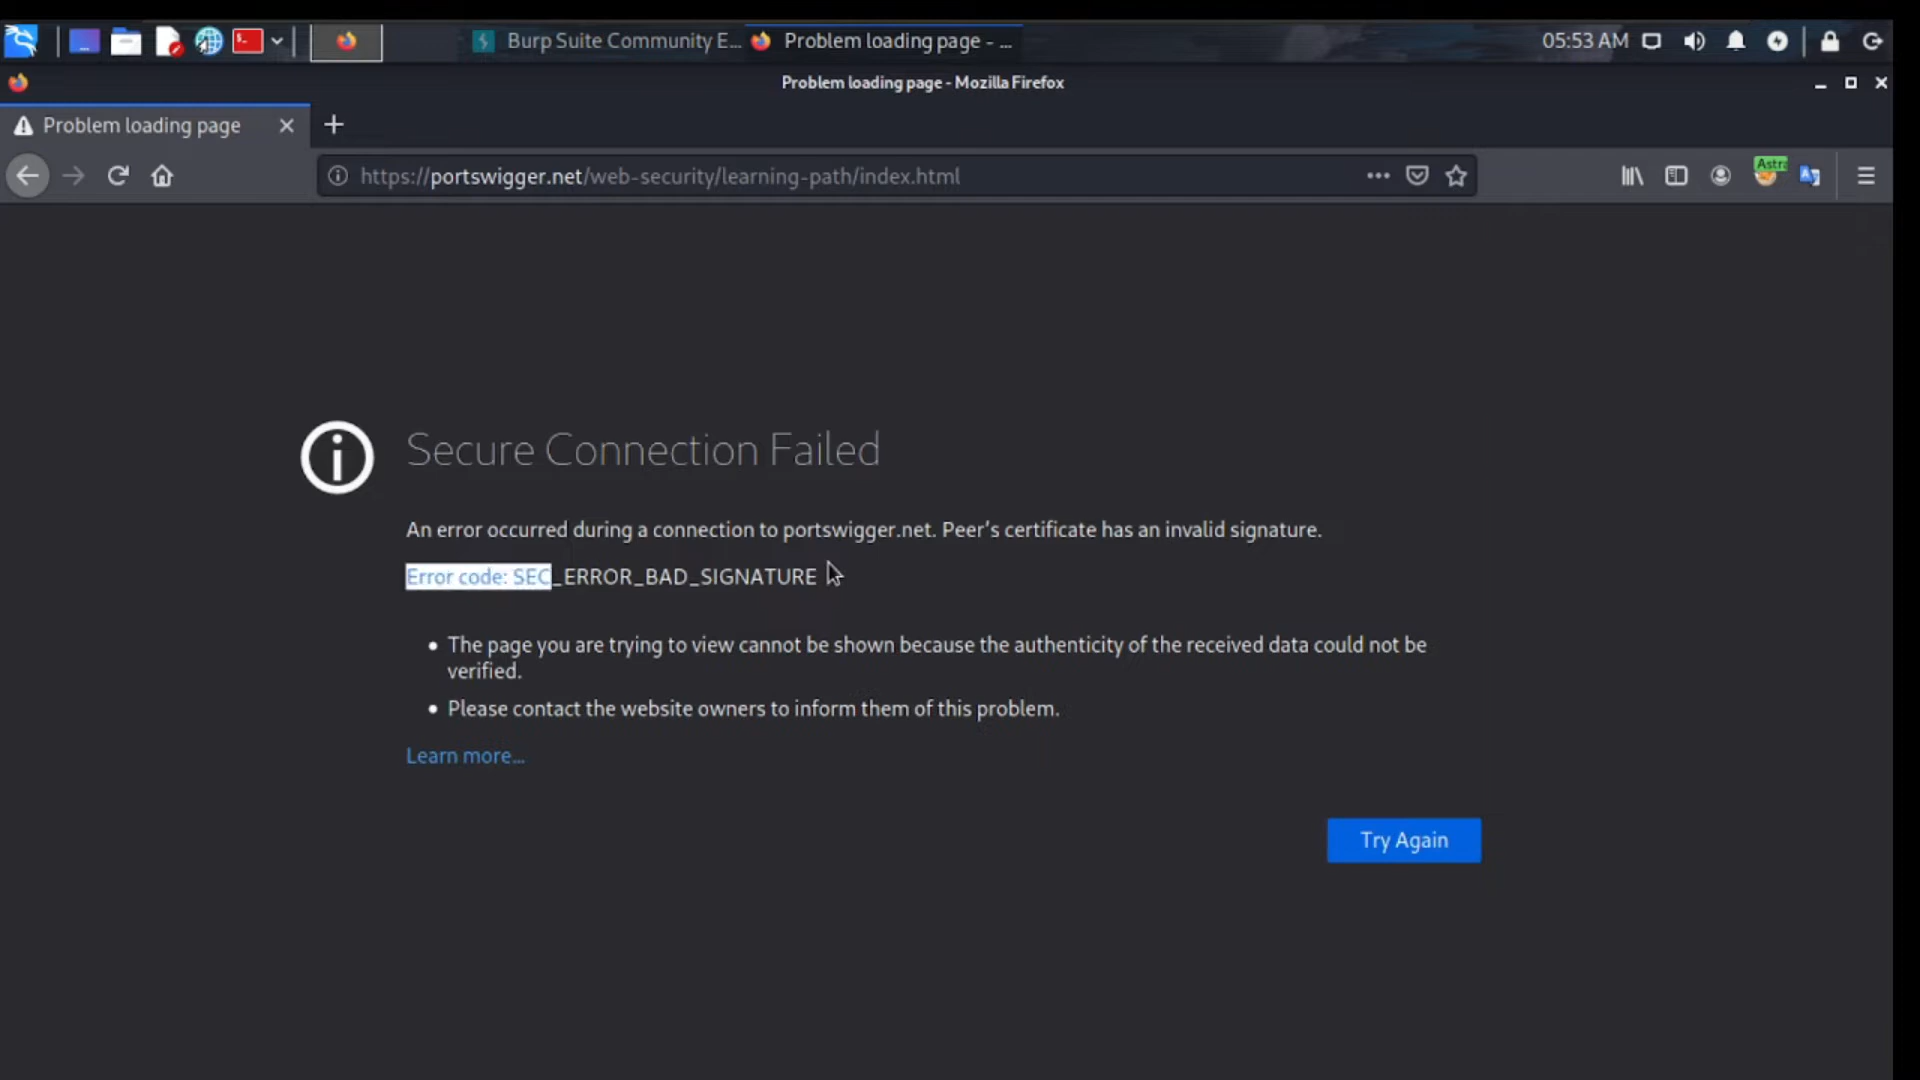 Burp Suite Community E... Problem loading page - ... 05:53 AM
Problem loading page - Mozilla Firefox
Problem loading page
https://portswigger.net/web-security/learning-path/index.html
Astr
Secure Connection Failed
An error occurred during a connection to portswigger.net. Peer's certificate has an invalid signature.
Error code: SEC_ERROR_BAD_SIGNATURE
• The page you are trying to view cannot be shown because the authenticity of the received data could not be
verified.
• Please contact the website owners to inform them of this problem.
Learn more...
Try Again